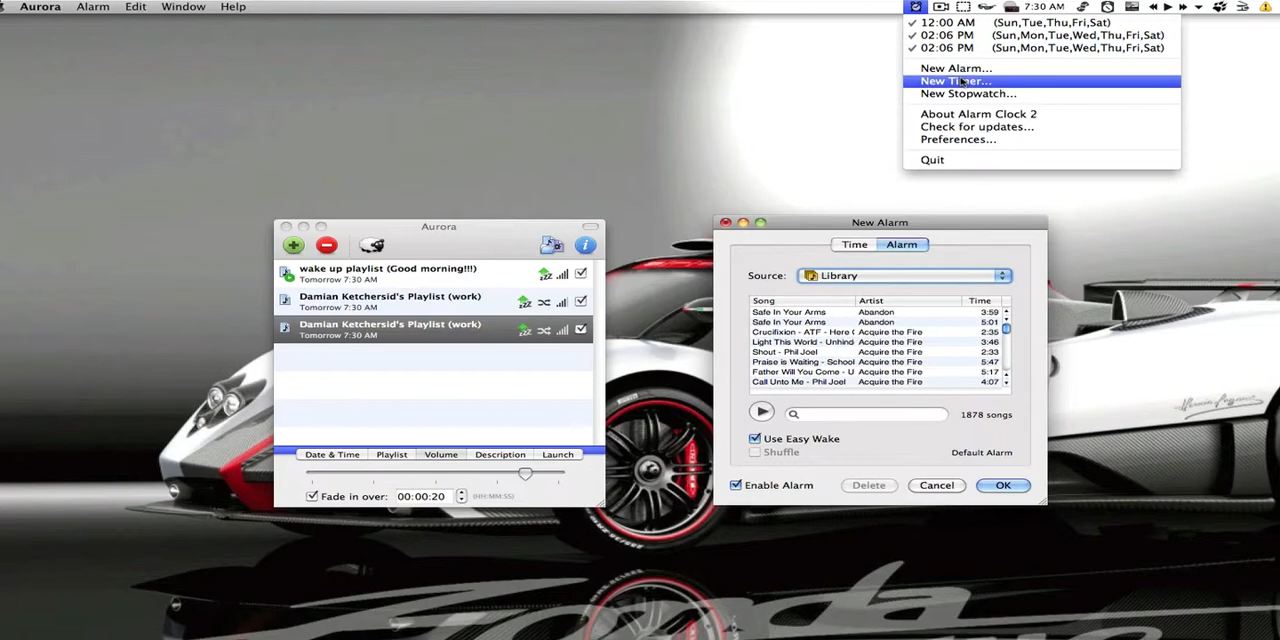 Aurora Alarm Edit Window Help 7:30 AM
✓ 12:00 AM (Sun,Tue,Thu,Fri,Sat)
✓ 02:06 PM (Sun,Mon,Tue,Wed,Thu,Fri,Sat)
✓ 02:06 PM (Sun,Mon,Tue,Wed,Thu,Fri,Sat)
New Alarm...
New Timer...
New Stopwatch...
About Alarm Clock 2
Check for updates...
Preferences...
Quit
Aurora
wake up playlist (Good morning!!!)
Tomorrow 7:30 AM
Damian Ketchersid's Playlist (work)
Tomorrow 7:30 AM
Damian Ketchersid's Playlist (work)
Tomorrow 7:30 AM
Date & Time Playlist Volume Description Launch
Fade in over: 00:00:20 (HH:MM:SS)
New Alarm
Time Alarm
Source: Library
Song Artist Time
Safe In Your Arms Abandon 3:59
Safe In Your Arms Abandon 5:01
Crucifixion - ATF - Here ( Acquire the Fire 2:35
Light This World - Unhind Acquire the Fire 3:46
Shout - Phil Joel Acquire the Fire 2:33
Praise is Waiting - School Acquire the Fire 5:47
Father Will You Come - U Acquire the Fire 5:17
Call Unto Me - Phil Joel Acquire the Fire 4:07
1878 songs
Use Easy Wake
Shuffle Default Alarm
Enable Alarm Delete Cancel OK